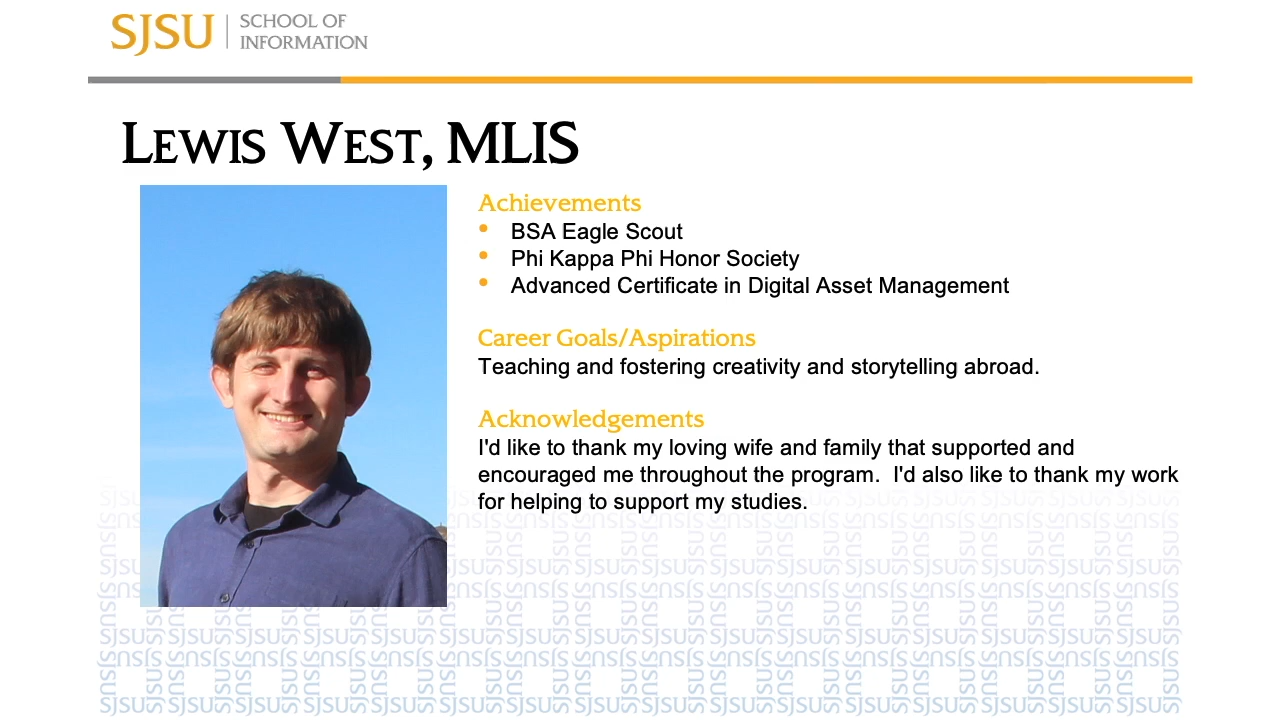 SJSU SCHOOL OF
INFORMATION
LEWIS WEST, MLIS
Achievements
• BSA Eagle Scout
• Phi Kappa Phi Honor Society
• Advanced Certificate in Digital Asset Management
Career Goals/Aspirations
Teaching and fostering creativity and storytelling abroad.
Acknowledgements
I'd like to thank my loving wife and family that supported and
encouraged me throughout the program.  I'd also like to thank my work
for helping to support my studies.